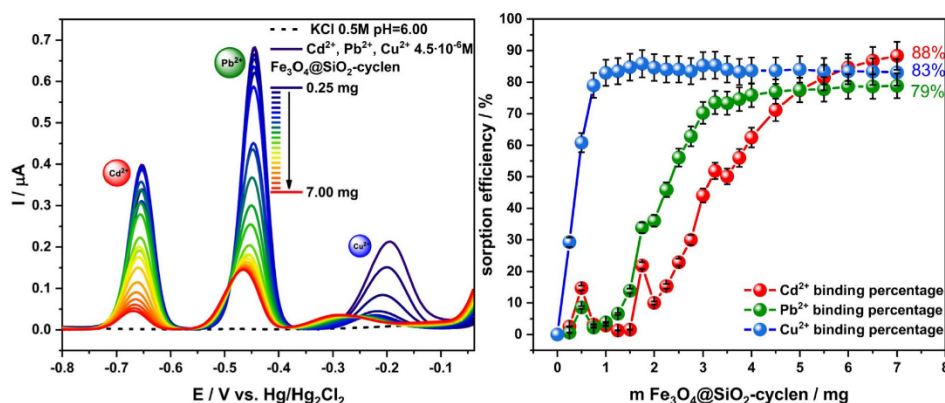 KCl 0.5M pH=6.00
Cd²⁺, Pb²⁺, Cu²⁺ 4.5·10⁻⁶M
Fe₃O₄@SiO₂-cyclen
0.25 mg
7.00 mg
Cd²⁺
Pb²⁺
Cu²⁺
I / µA
0.7
0.6
0.5
0.4
0.3
0.2
0.1
0.0
-0.8 -0.7 -0.6 -0.5 -0.4 -0.3 -0.2 -0.1
E / V vs. Hg/Hg₂Cl₂
sorption efficiency / %
100
90
80
70
60
50
40
30
20
10
0
88%
83%
79%
Cd²⁺ binding percentage
Pb²⁺ binding percentage
Cu²⁺ binding percentage
0 1 2 3 4 5 6 7 8
m Fe₃O₄@SiO₂-cyclen / mg